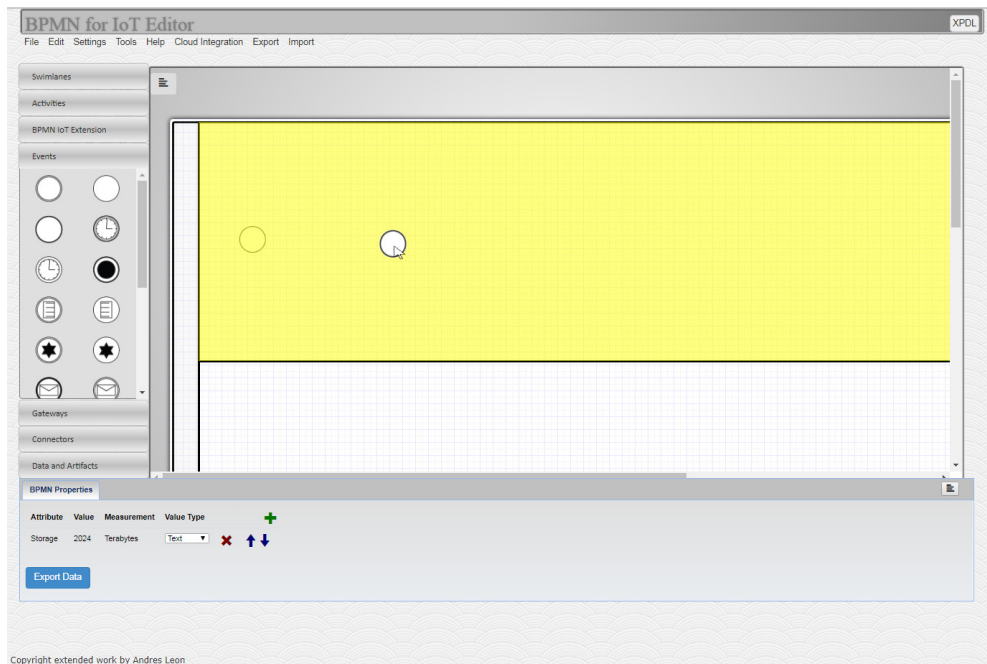 BPMN for IoT Editor
XPDL
File Edit Settings Tools Help Cloud Integration Export Import
Swimlanes
Activities
BPMN IoT Extension
Events
Gateways
Connectors
Data and Artifacts
BPMN Properties
Attribute Value Measurement Value Type
Storage 2024 Terabytes Text
Export Data
Copyright extended work by Andres Leon